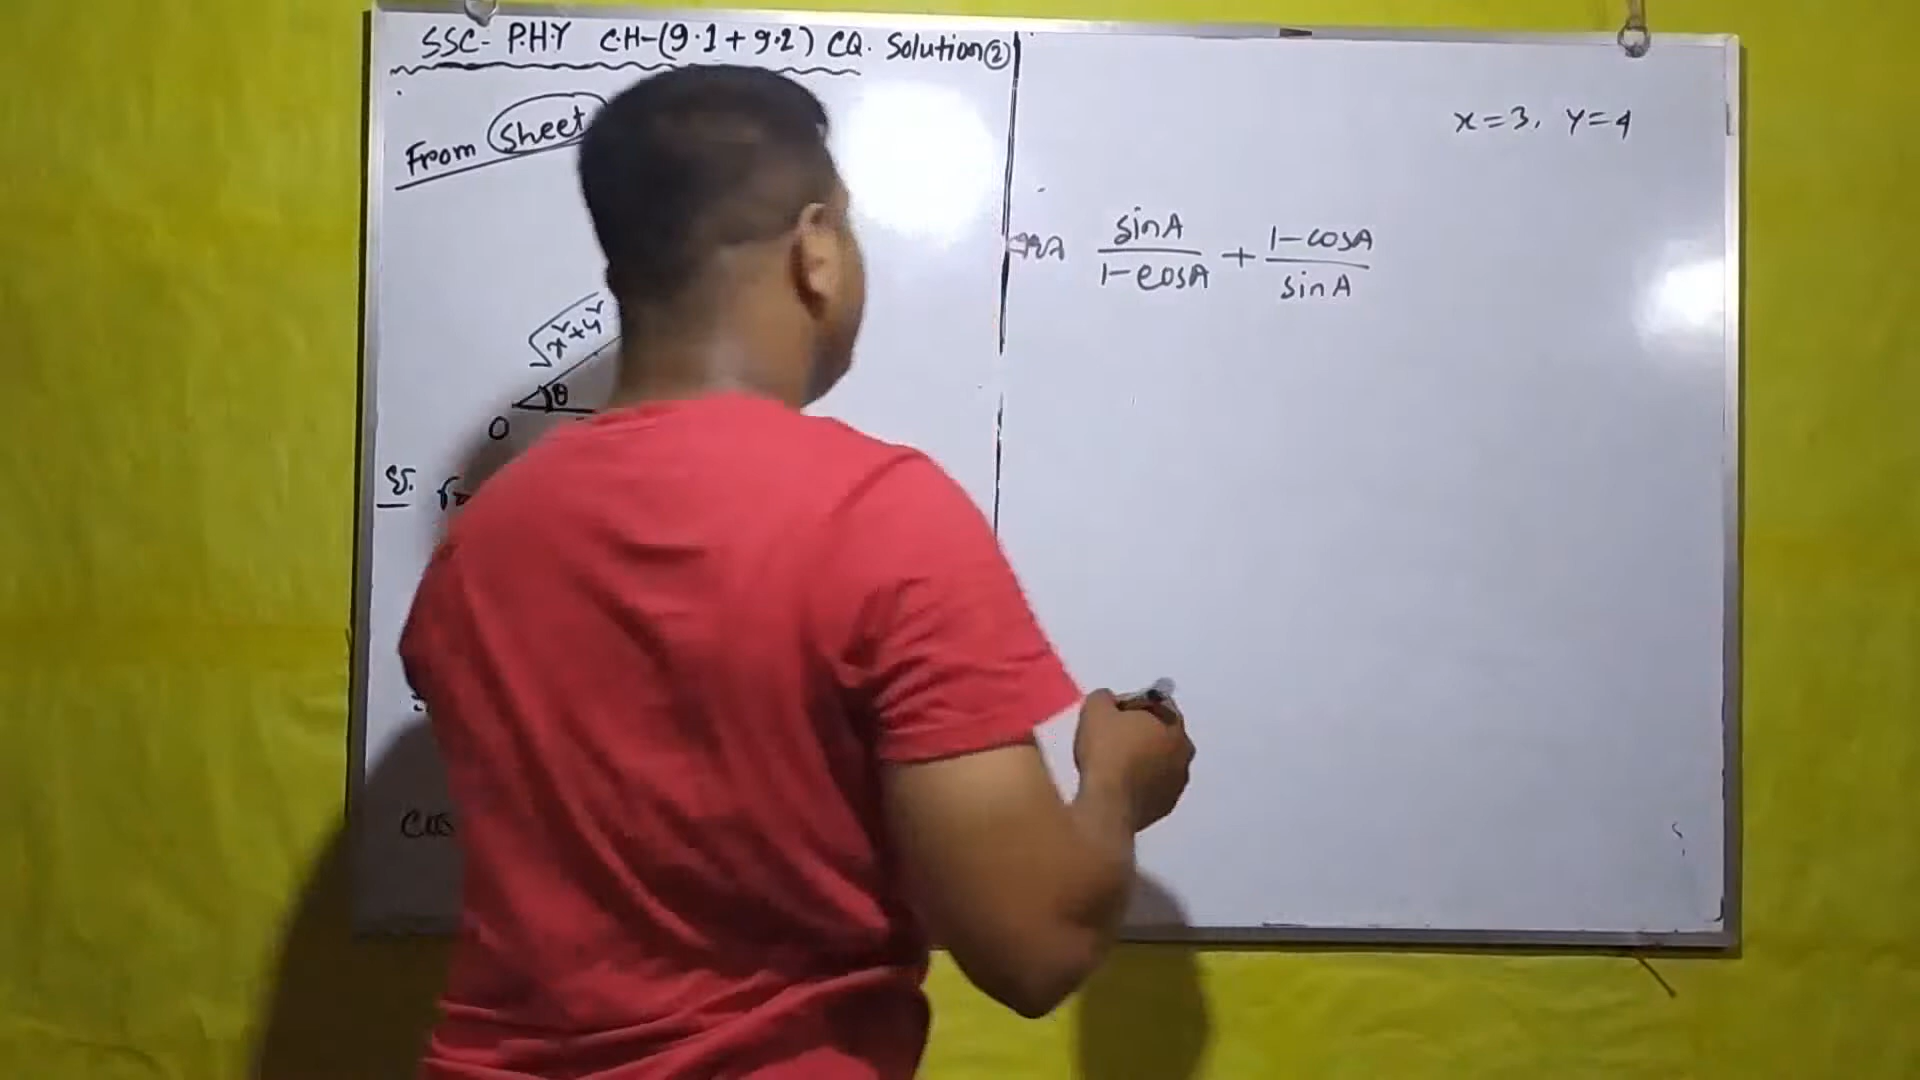 SSC- P.H.Y CH-(9.1+9.2) CQ. Solution②
From Sheet
√x²+y²
θ
O
cos
x=3, y=4
sinA/1-cosA + 1-cosA/sinA